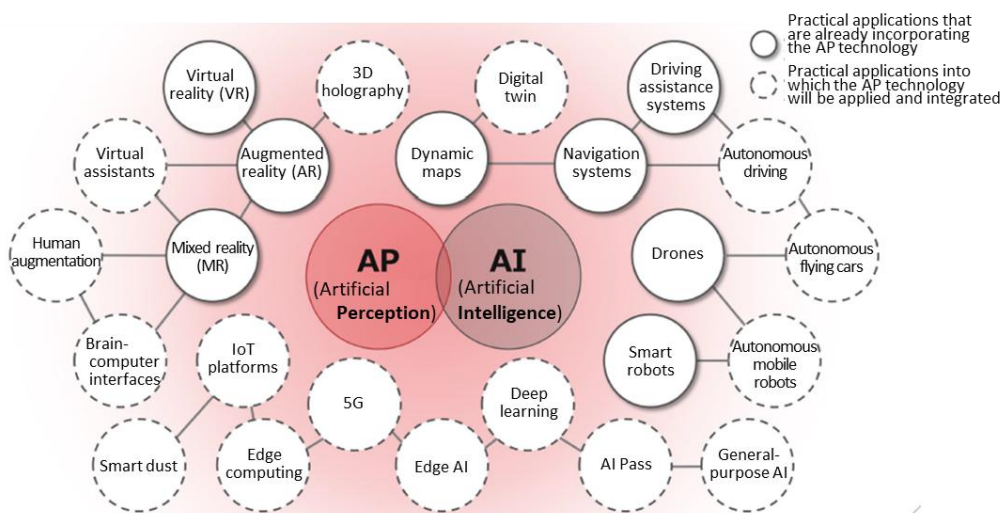 Practical applications that
are already incorporating
the AP technology
Practical applications into
which the AP technology
will be applied and integrated
Virtual
reality (VR)
3D
holography
Digital
twin
Driving
assistance
systems
Virtual
assistants
Augmented
reality (AR)
Dynamic
maps
Navigation
systems
Autonomous
driving
Human
augmentation
Mixed reality
(MR)
AP
(Artificial
Perception)
AI
(Artificial
Intelligence)
Drones
Autonomous
flying cars
Brain-
computer
interfaces
IoT
platforms
5G
Deep
learning
Smart
robots
Autonomous
mobile
robots
Smart dust
Edge
computing
Edge AI
AI Pass
General-
purpose AI